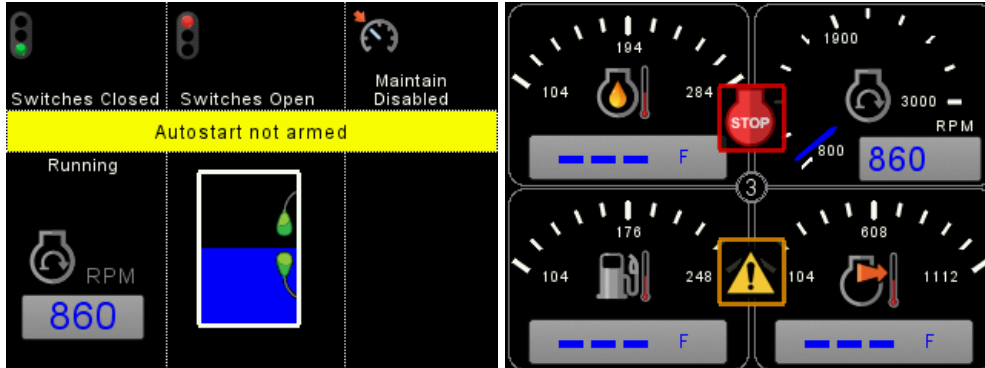 Switches Closed
Switches Open
Maintain
Disabled
Autostart not armed
Running
RPM
860
194
104
284
--- F
STOP
1900
3000
RPM
800
860
3
176
104
248
--- F
608
104
1112
--- F